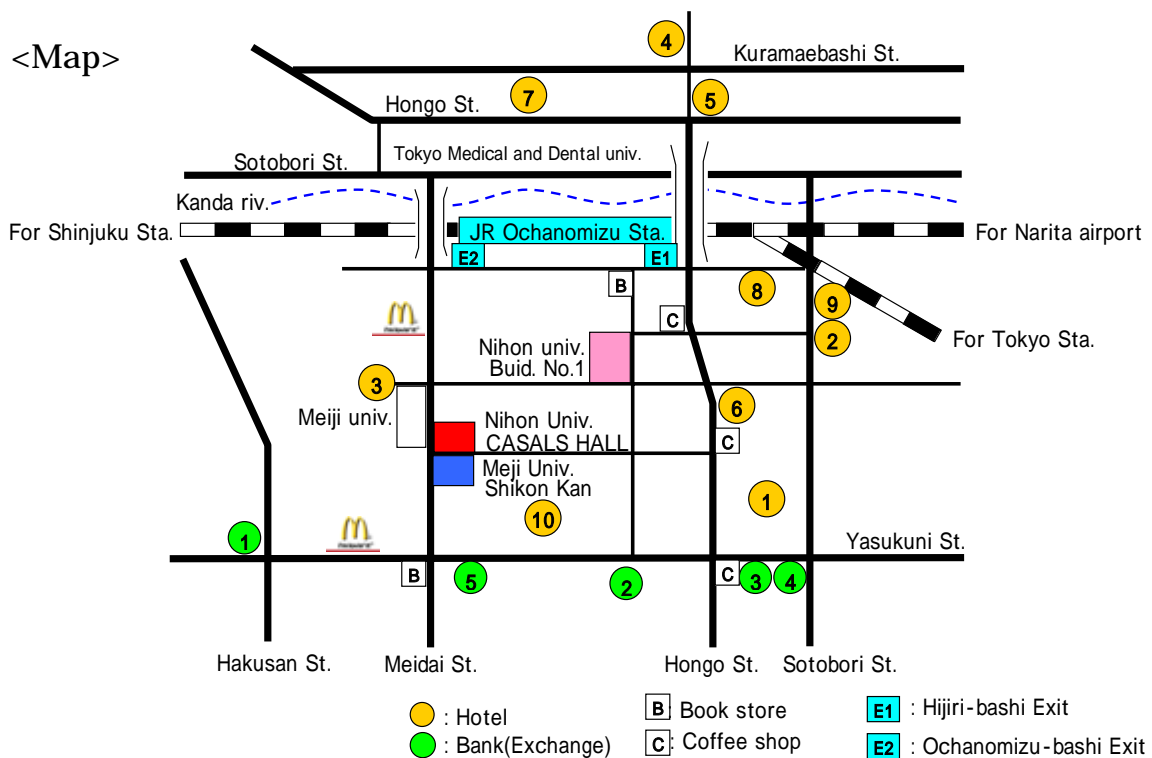 <Map>
4
Kuramaebashi St.
7
5
Hongo St.
Tokyo Medical and Dental univ.
Sotobori St.
Kanda riv.
For Shinjuku Sta.
JR Ochanomizu Sta.
For Narita airport
E2
E1
B
8
9
C
2
For Tokyo Sta.
Nihon univ.
Buid. No.1
3
6
Meiji univ.
Nihon Univ.
CASALS HALL
C
Meji Univ.
Shikon Kan
1
10
1
Yasukuni St.
B
5
2
C
3
4
Hakusan St.
Meidai St.
Hongo St.
Sotobori St.
: Hotel
B : Book store
E1 : Hijiri-bashi Exit
: Bank(Exchange)
C : Coffee shop
E2 : Ochanomizu-bashi Exit